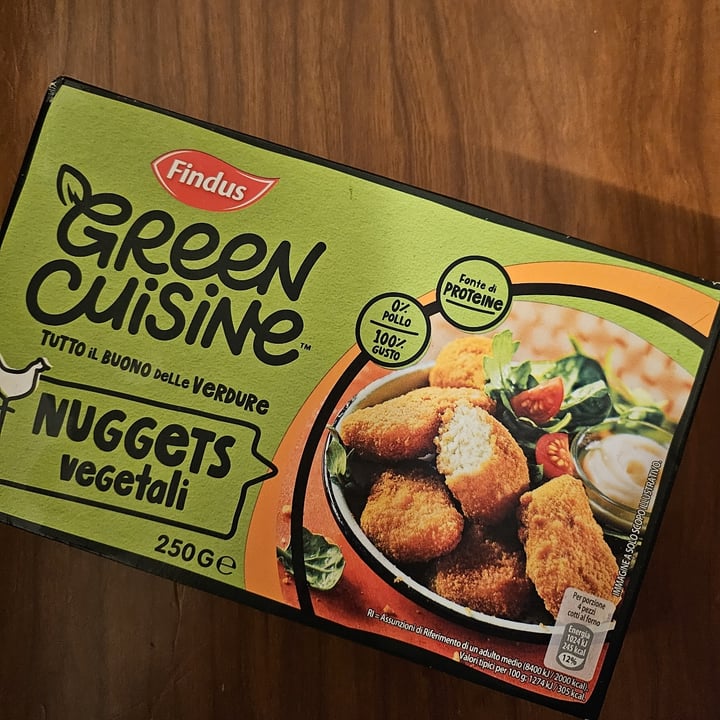 Findus
GREEN
CUISINE™
TUTTO iL BUONO DELLE VERDURE
NUGGETS
vegetali
250G℮
0% POLLO
100% GUSTO
Fonte di
PROTEINE
IMMAGINE A SOLO SCOPO ILLUSTRATIVO.
Per porzione
4 pezzi
cotti al forno
Energia
1024 kJ
245 kcal
12%
RI = Assunzioni di Riferimento di un adulto medio (8400 kJ / 2000 kcal).
Valori tipici per 100 g: 1274 kJ / 305 kcal.